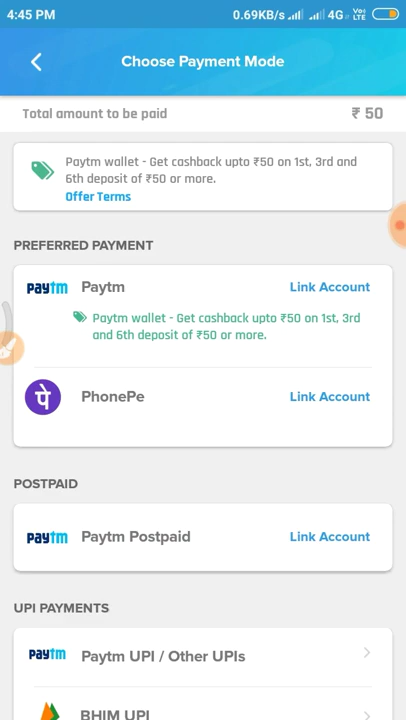 4:45 PM
0.69KB/s
4G
Vo
LTE
Choose Payment Mode
Total amount to be paid
₹ 50
Paytm wallet - Get cashback upto ₹50 on 1st, 3rd and
6th deposit of ₹50 or more.
Offer Terms
PREFERRED PAYMENT
paytm
Paytm
Link Account
Paytm wallet - Get cashback upto ₹50 on 1st, 3rd
and 6th deposit of ₹50 or more.
पे
PhonePe
Link Account
POSTPAID
paytm
Paytm Postpaid
Link Account
UPI PAYMENTS
paytm
Paytm UPI / Other UPIs
BHIM UPI